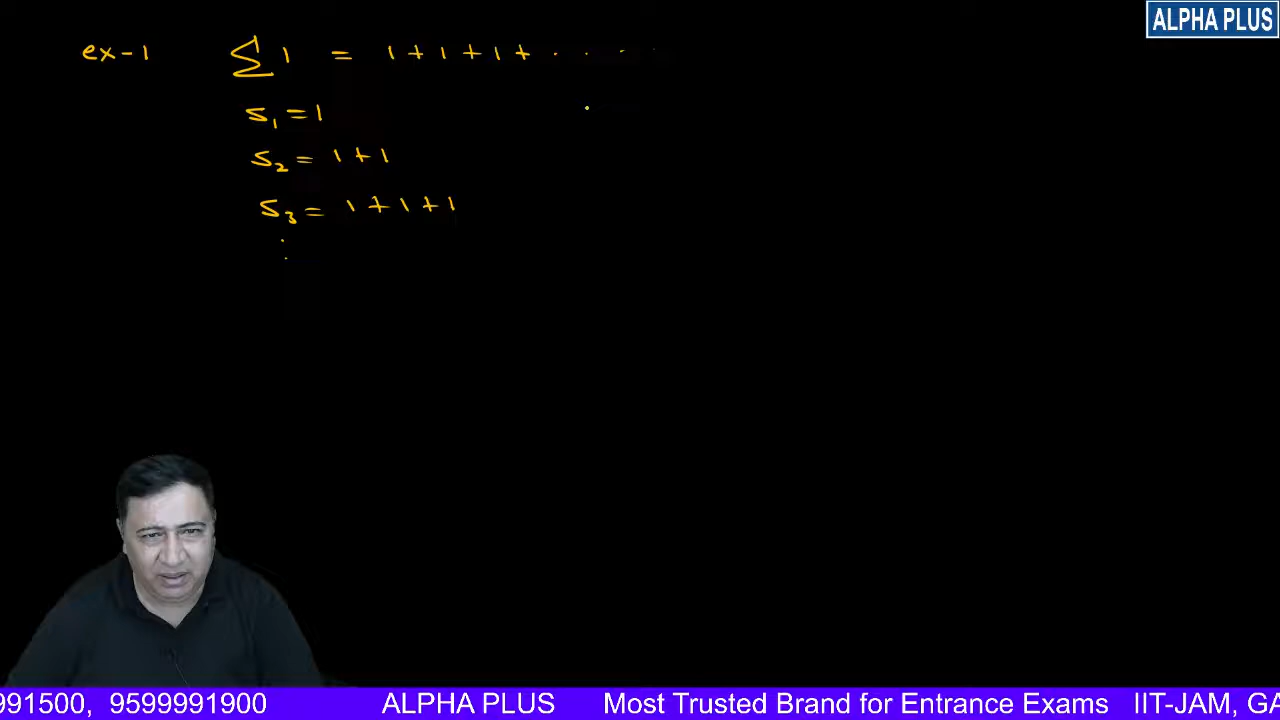 ALPHA PLUS
ex-1 ∑ 1 = 1 + 1 + 1 + . . . . .
S₁ = 1
S₂ = 1 + 1
S₃ = 1 + 1 + 1
⋮
991500, 9599991900 ALPHA PLUS Most Trusted Brand for Entrance Exams IIT-JAM, GA